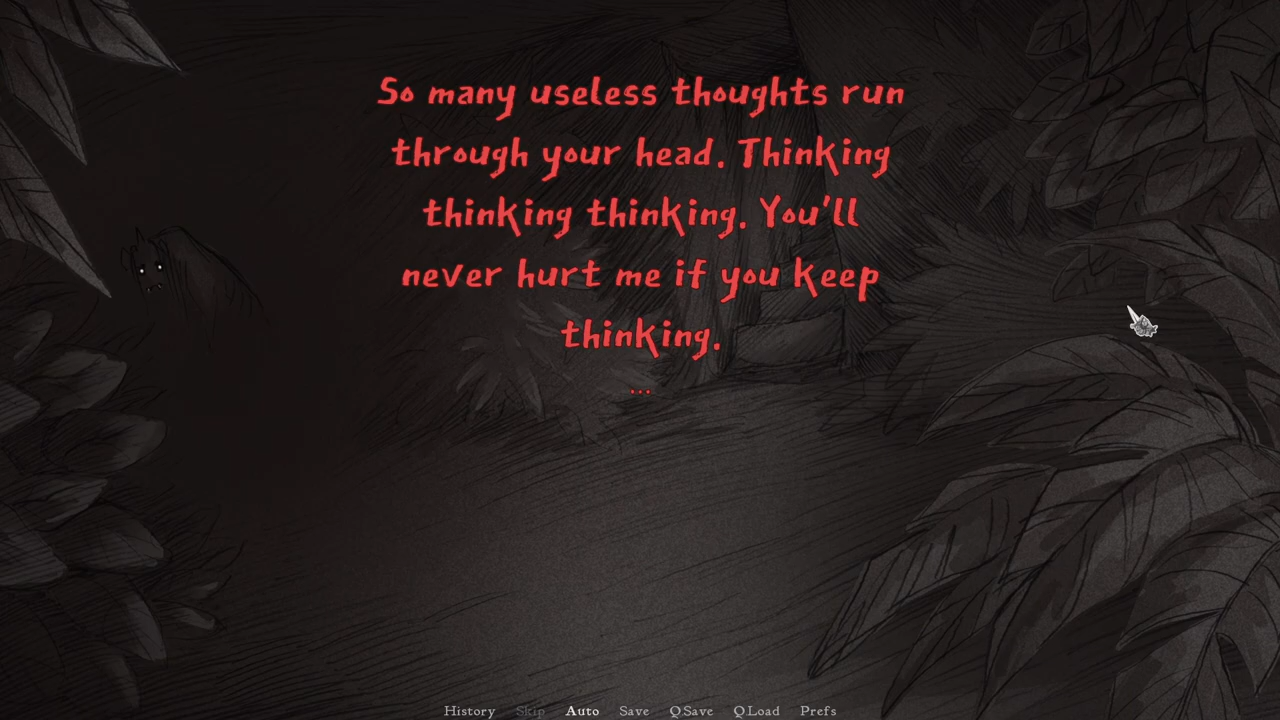 So many useless thoughts run
through your head. Thinking
thinking thinking. You'll
never hurt me if you keep
thinking.
...
History Skip Auto Save Q.Save Q.Load Prefs